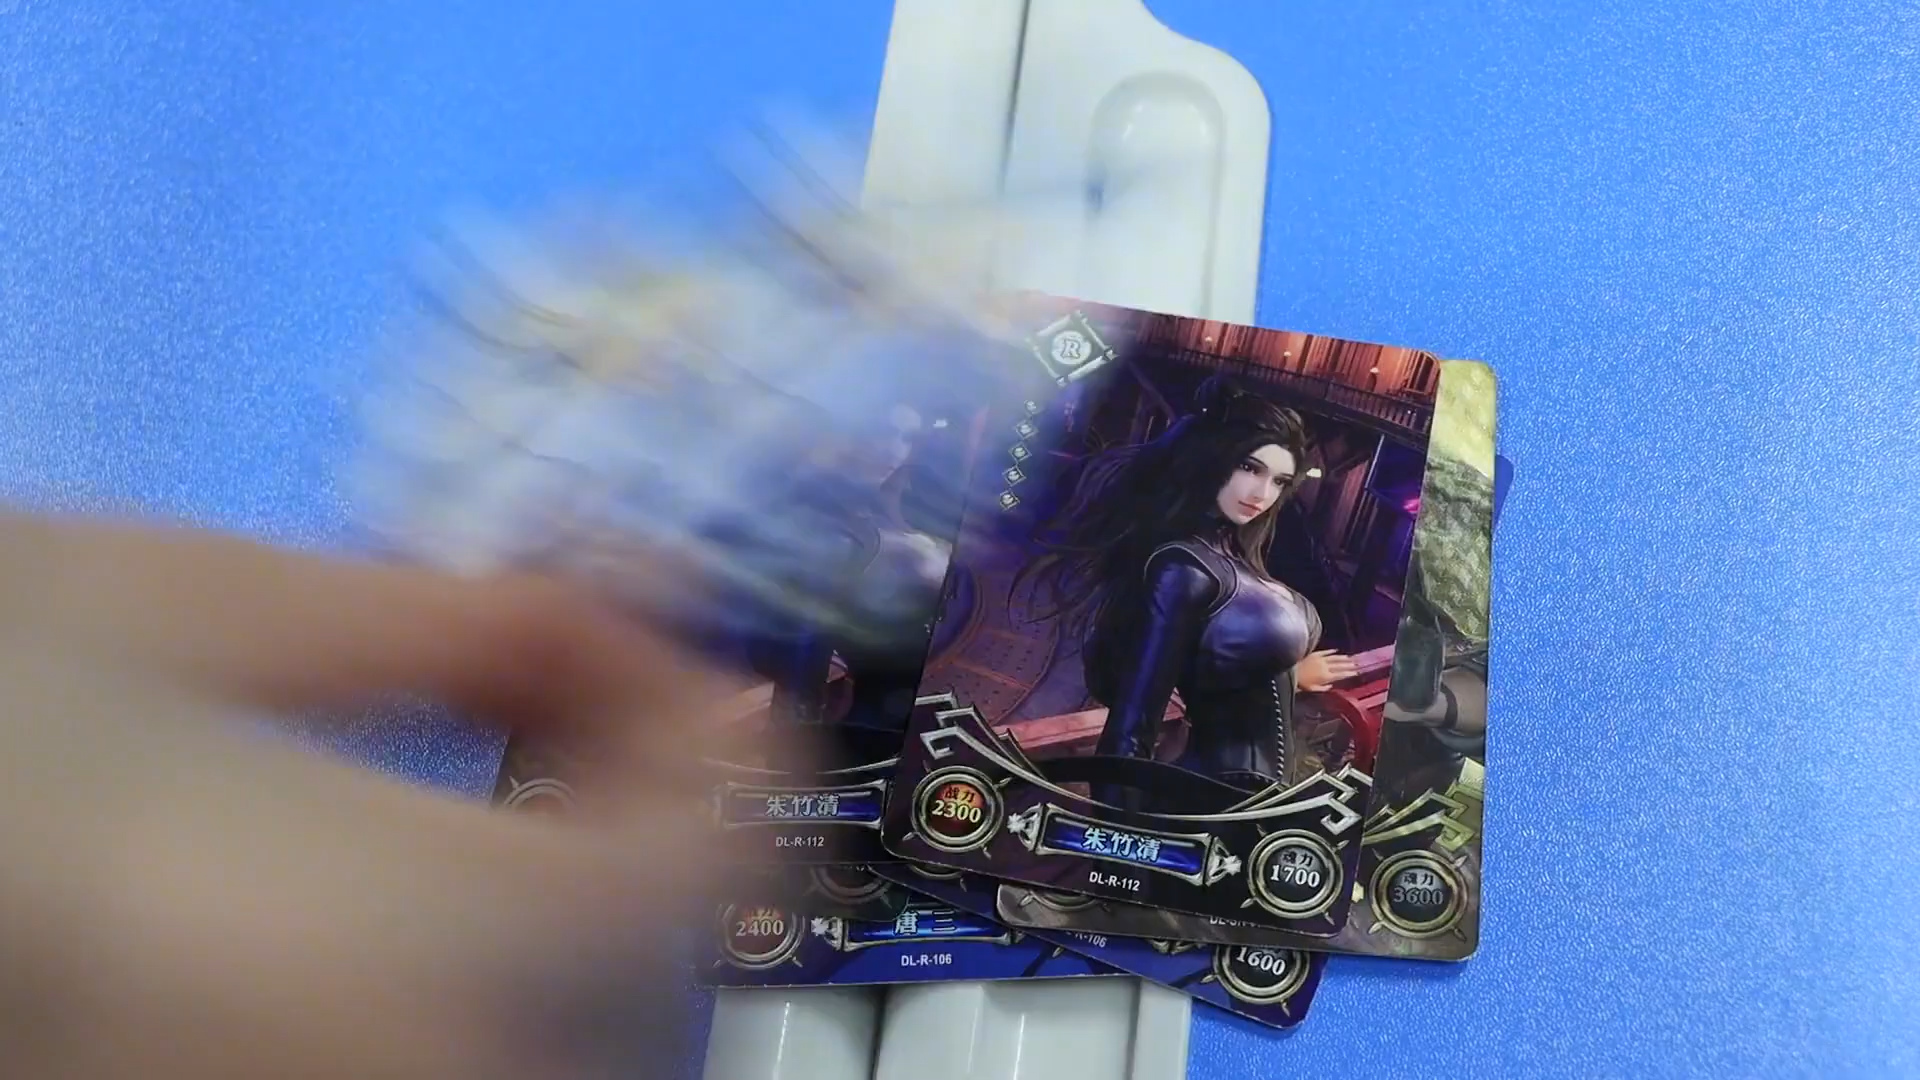 R
战力
2300
朱竹清
DL-R-112
魂力
1700
朱竹清
DL-R-112
魂力
3600
2400
唐三
DL-R-106
R-106
1600